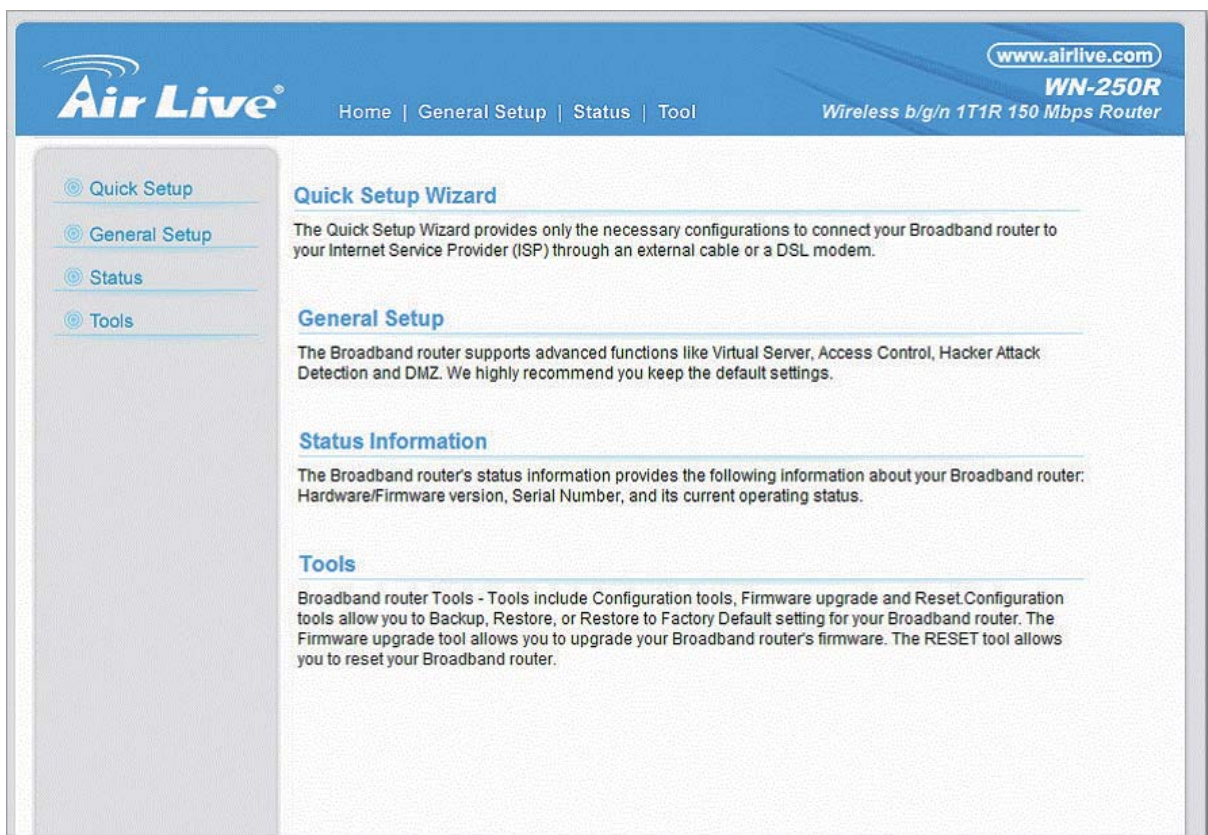 www.airlive.com
Air Live®
WN-250R
Home | General Setup | Status | Tool
Wireless b/g/n 1T1R 150 Mbps Router
Quick Setup
General Setup
Status
Tools
Quick Setup Wizard
The Quick Setup Wizard provides only the necessary configurations to connect your Broadband router to
your Internet Service Provider (ISP) through an external cable or a DSL modem.
General Setup
The Broadband router supports advanced functions like Virtual Server, Access Control, Hacker Attack
Detection and DMZ. We highly recommend you keep the default settings.
Status Information
The Broadband router's status information provides the following information about your Broadband router:
Hardware/Firmware version, Serial Number, and its current operating status.
Tools
Broadband router Tools - Tools include Configuration tools, Firmware upgrade and Reset.Configuration
tools allow you to Backup, Restore, or Restore to Factory Default setting for your Broadband router. The
Firmware upgrade tool allows you to upgrade your Broadband router's firmware. The RESET tool allows
you to reset your Broadband router.